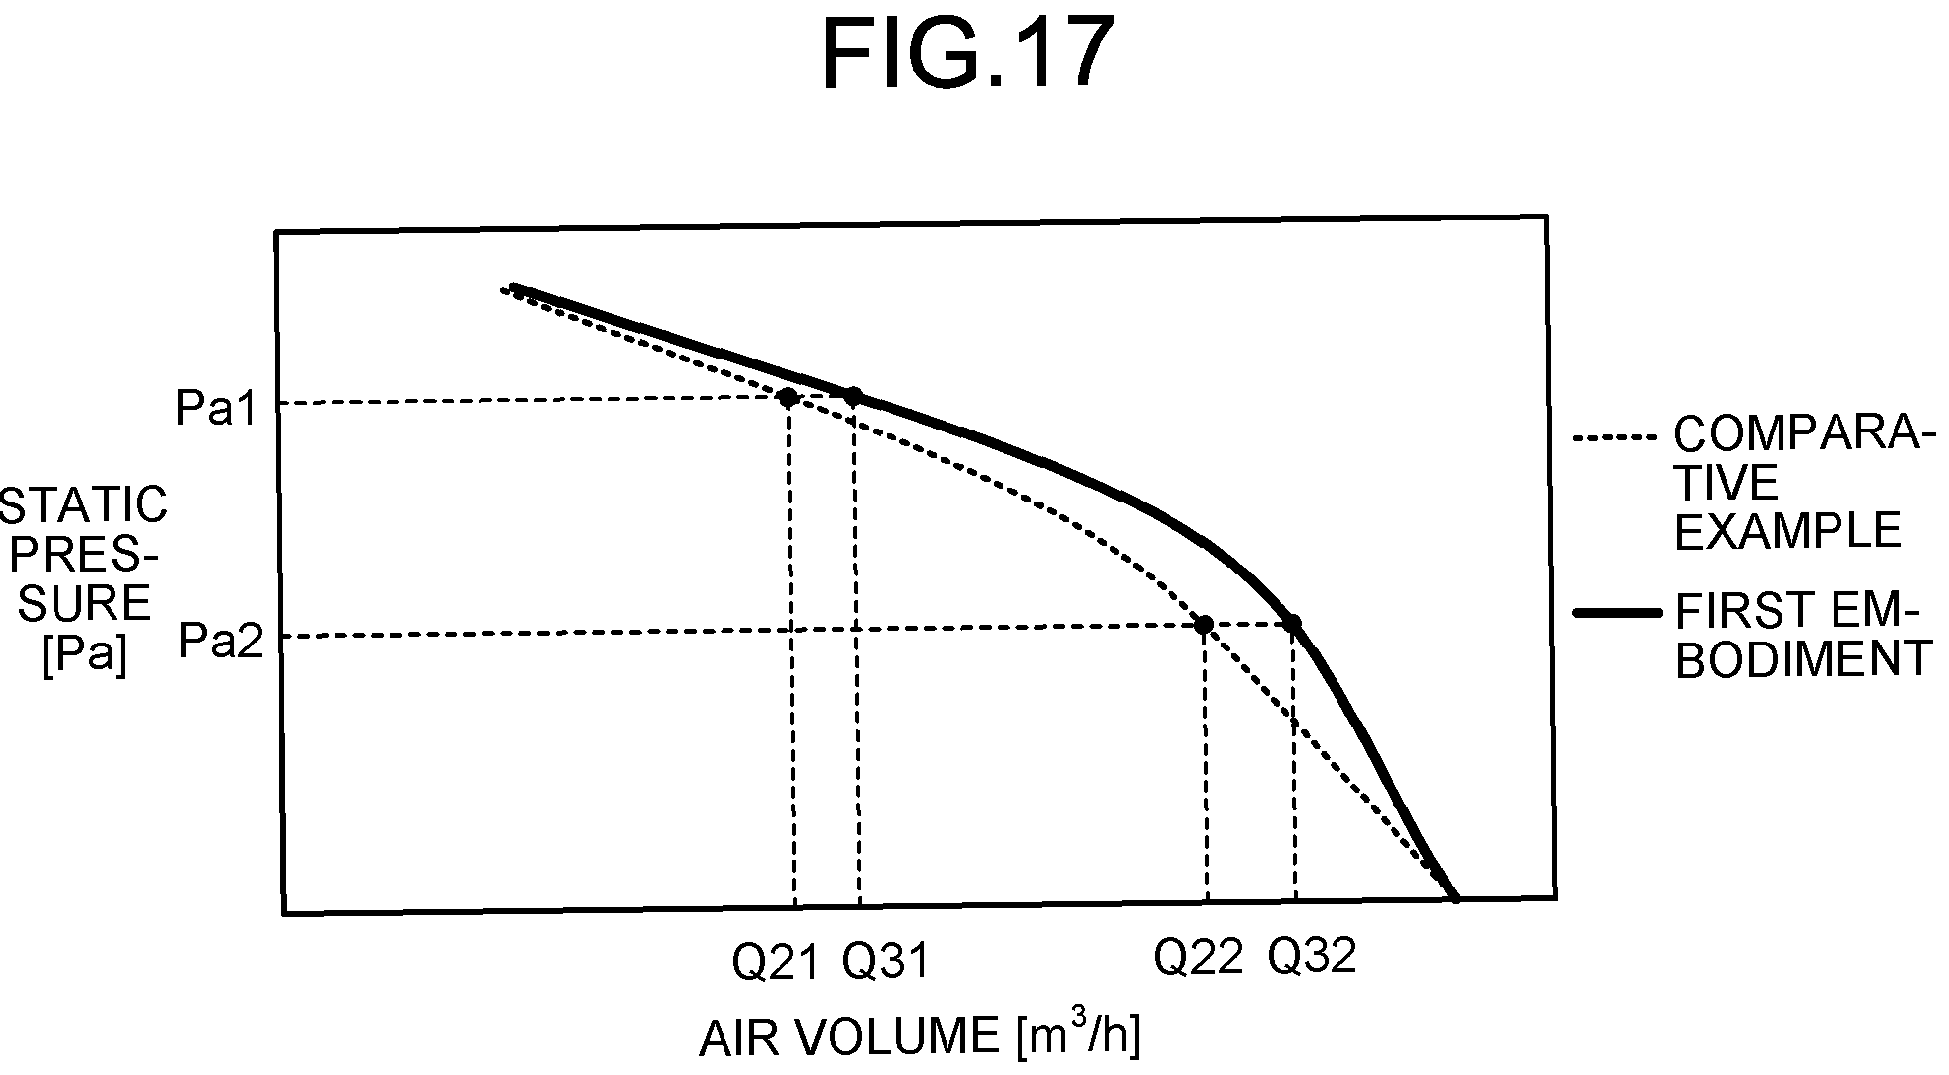 FIG.17
Pa1
STATIC
PRES-
SURE
[Pa]
Pa2
COMPARA-
TIVE
EXAMPLE
FIRST EM-
BODIMENT
Q21 Q31 Q22 Q32
AIR VOLUME [m³/h]